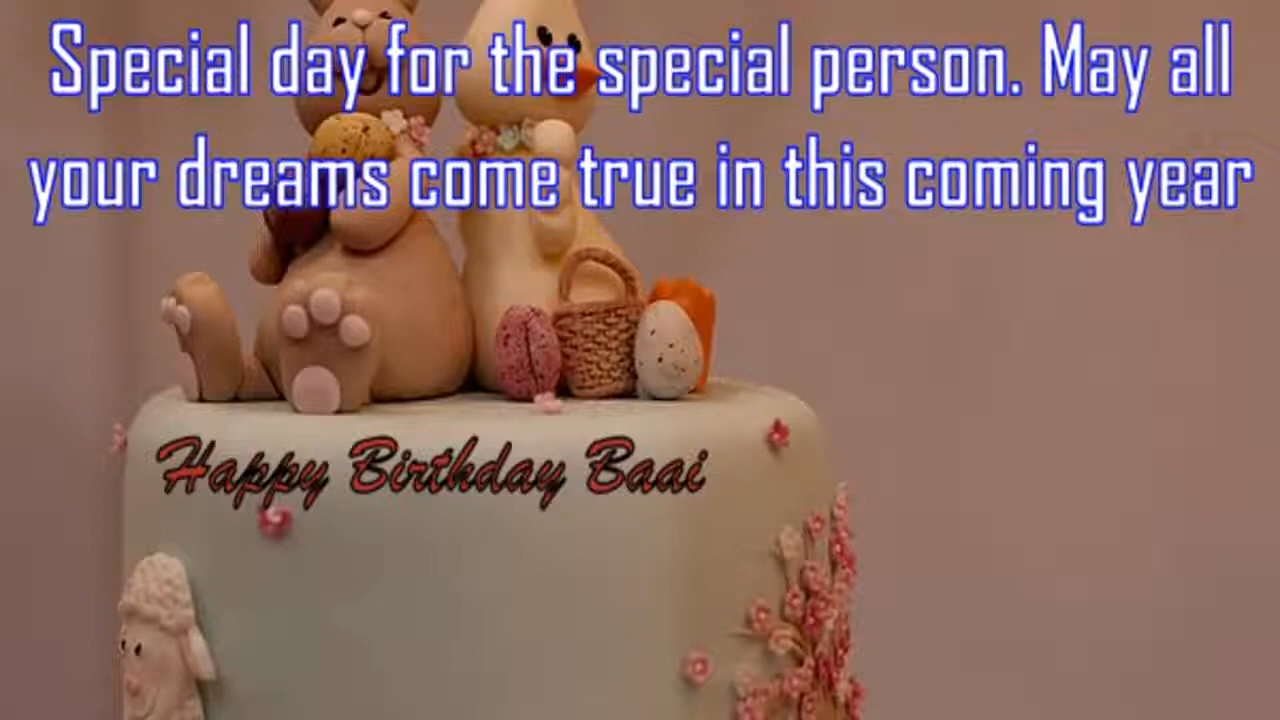 Special day for the special person. May all
your dreams come true in this coming year
Happy Birthday Baai